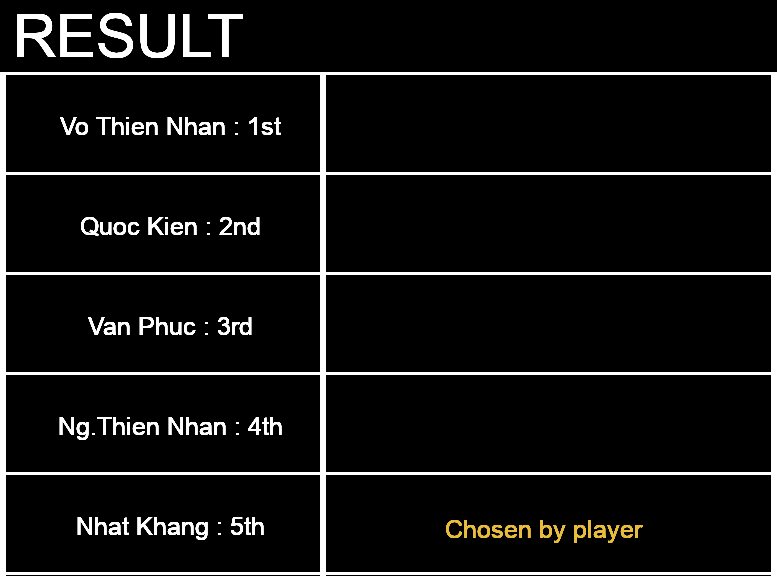 RESULT
Vo Thien Nhan : 1st
Quoc Kien : 2nd
Van Phuc : 3rd
Ng.Thien Nhan : 4th
Nhat Khang : 5th
Chosen by player